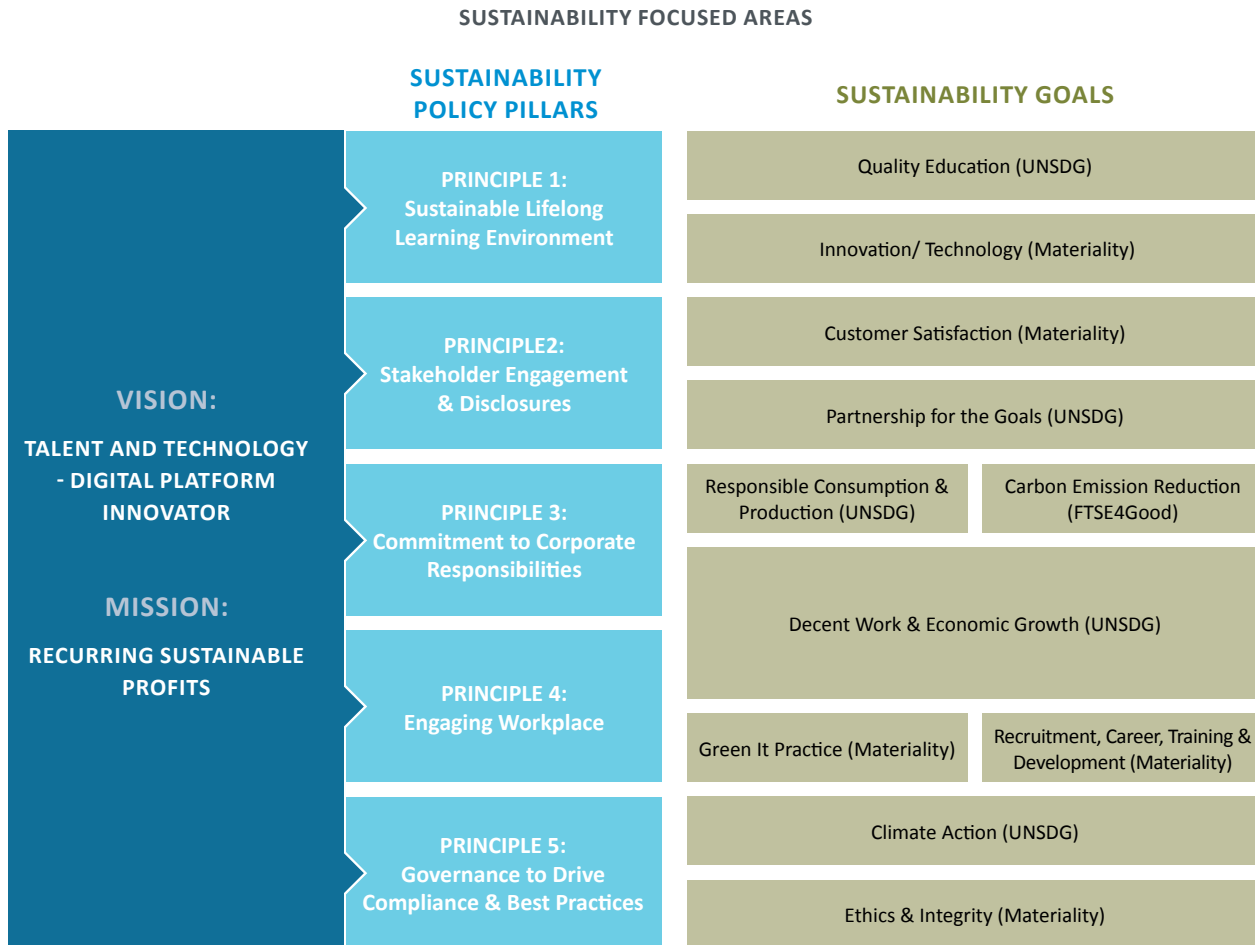 SUSTAINABILITY FOCUSED AREAS
SUSTAINABILITY
POLICY PILLARS
SUSTAINABILITY GOALS
VISION:
TALENT AND TECHNOLOGY
- DIGITAL PLATFORM
INNOVATOR
MISSION:
RECURRING SUSTAINABLE
PROFITS
PRINCIPLE 1:
Sustainable Lifelong
Learning Environment
PRINCIPLE2:
Stakeholder Engagement
& Disclosures
PRINCIPLE 3:
Commitment to Corporate
Responsibilities
PRINCIPLE 4:
Engaging Workplace
PRINCIPLE 5:
Governance to Drive
Compliance & Best Practices
Quality Education (UNSDG)
Innovation/ Technology (Materiality)
Customer Satisfaction (Materiality)
Partnership for the Goals (UNSDG)
Responsible Consumption &
Production (UNSDG)
Carbon Emission Reduction
(FTSE4Good)
Decent Work & Economic Growth (UNSDG)
Green It Practice (Materiality)
Recruitment, Career, Training &
Development (Materiality)
Climate Action (UNSDG)
Ethics & Integrity (Materiality)